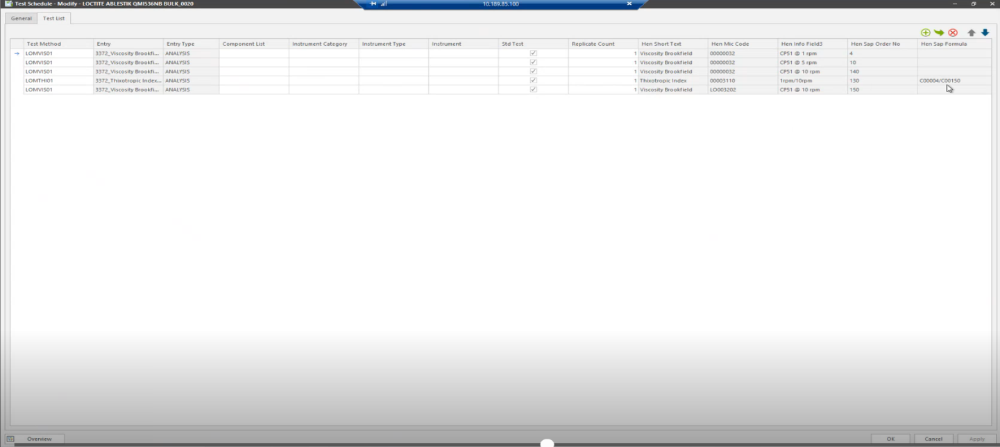 Test Schedule - Modify - LOCTITE ABLESTIK QMI536NB BULK_0020
10.189.85.100
General Test List
Test Method Entry Entry Type Component List Instrument Category Instrument Type Instrument Std Test Replicate Count Hen Short Text Hen Mic Code Hen Info Field3 Hen Sap Order No Hen Sap Formula
LOMVIS01 3372_Viscosity Brookfi... ANALYSIS 1 Viscosity Brookfield 00000032 CP51 @ 1 rpm 4
LOMVIS01 3372_Viscosity Brookfi... ANALYSIS 1 Viscosity Brookfield 00000032 CP51 @ 5 rpm 10
LOMVIS01 3372_Viscosity Brookfi... ANALYSIS 1 Viscosity Brookfield 00000032 CP51 @ 10 rpm 140
LOMTHI01 3372_Thixotropic Index... ANALYSIS 1 Thixotropic Index 00003110 1rpm/10rpm 130 C00004/C00150
LOMVIS01 3372_Viscosity Brookfi... ANALYSIS 1 Viscosity Brookfield LO003202 CP51 @ 10 rpm 150
Overview OK Cancel Apply